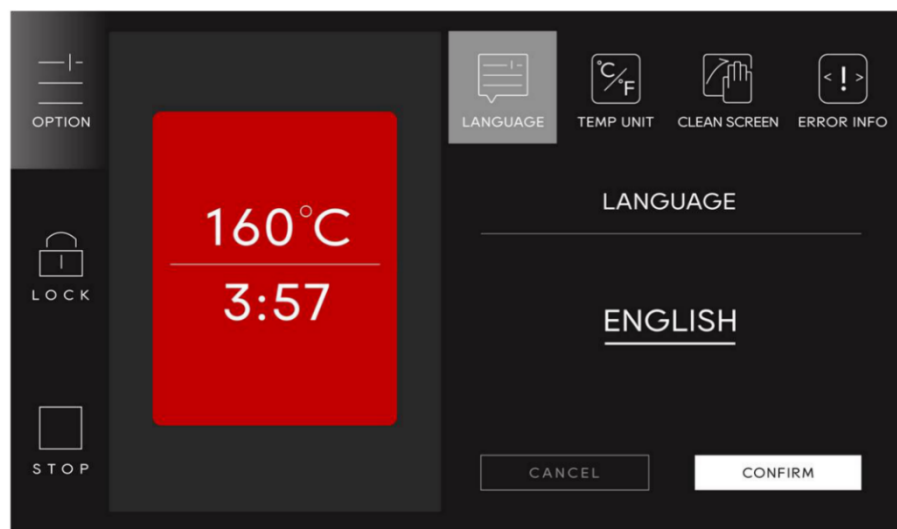 OPTION
LOCK
STOP
160°C
3:57
LANGUAGE
°C/°F
TEMP UNIT
CLEAN SCREEN
<!>
ERROR INFO
LANGUAGE
ENGLISH
CANCEL
CONFIRM